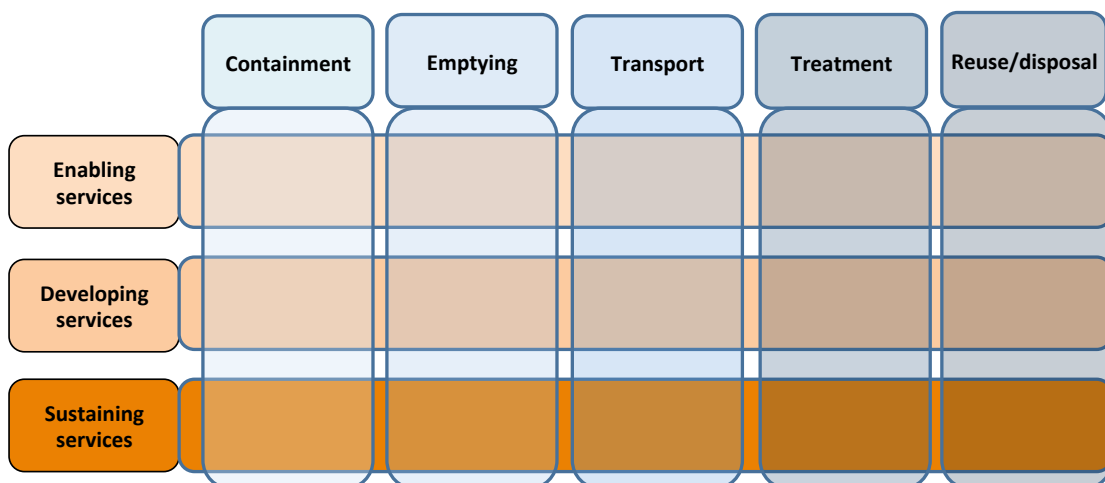 Containment
Emptying
Transport
Treatment
Reuse/disposal
Enabling
services
Developing
services
Sustaining
services